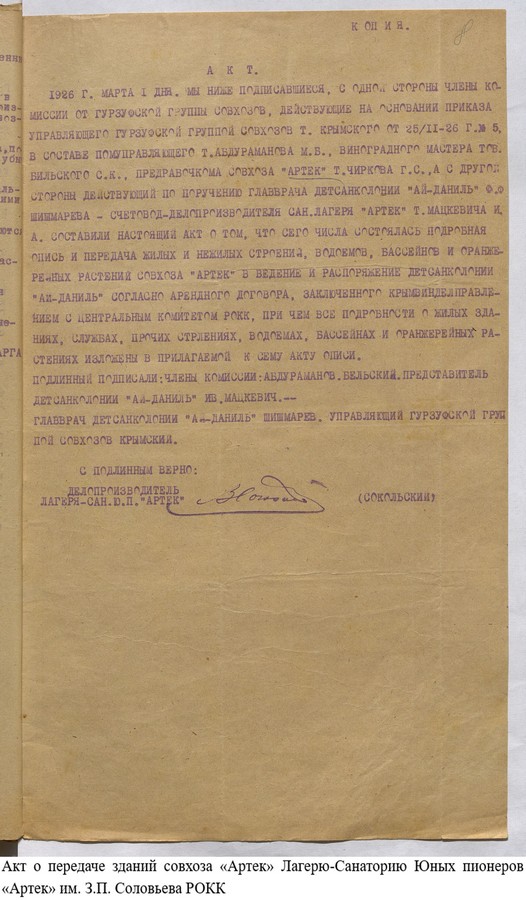 К О П И Я.
А К Т.
1926 Г. МАРТА 1 ДНЯ. МЫ НИЖЕ ПОДПИСАВШИЕСЯ, С ОДНОЙ СТОРОНЫ ЧЛЕНЫ КО-
МИССИИ ОТ ГУРЗУФСКОЙ ГРУППЫ СОВХОЗОВ, ДЕЙСТВУЮЩИЕ НА ОСНОВАНИИ ПРИКАЗА
УПРАВЛЯЮЩЕГО ГУРЗУФСКОЙ ГРУППОЙ СОВХОЗОВ Т. КРЫМСКОГО ОТ 25/II-26 Г.№ 5,
В СОСТАВЕ ПОМУПРАВЛЯЮЩЕГО Т.АБДУРАМАНОВА М.В., ВИНОГРАДНОГО МАСТЕРА ТОВ.
БИЛЬСКОГО С.К., ПРЕДРАБОЧКОМА СОВХОЗА "АРТЕК" Т.ЧИРКОВА Г.С., А С ДРУГОЙ
СТОРОНЫ ДЕЙСТВУЮЩИЙ ПО ПОРУЧЕНИЮ ГЛАВВРАЧА ДЕТСАНКОЛОНИИ "АЙ-ДАНИЛЬ" Ф.Ф
ШИШМАРЕВА - СЧЕТОВОД-ДЕЛОПРОИЗВОДИТЕЛЯ САН.ЛАГЕРЯ "АРТЕК" Т.МАЦКЕВИЧА И.
А. СОСТАВИЛИ НАСТОЯЩИЙ АКТ О ТОМ, ЧТО СЕГО ЧИСЛА СОСТОЯЛАСЬ ПОДРОБНАЯ
ОПИСЬ И ПЕРЕДАЧА ЖИЛЫХ И НЕЖИЛЫХ СТРОЕНИЙ, ВОДОЕМОВ, БАССЕЙНОВ И ОРАНЖЕ-
РЕЙНЫХ РАСТЕНИЙ СОВХОЗА "АРТЕК" В ВЕДЕНИЕ И РАСПОРЯЖЕНИЕ ДЕТСАНКОЛОНИИ
"АЙ-ДАНИЛЬ" СОГЛАСНО АРЕНДНОГО ДОГОВОРА, ЗАКЛЮЧЕННОГО КРЫМВИНДЕЛПРАВЛЕ-
НИЕМ С ЦЕНТРАЛЬНЫМ КОМИТЕТОМ РОКК, ПРИ ЧЕМ ВСЕ ПОДРОБНОСТИ О ЖИЛЫХ ЗДА-
НИЯХ, СЛУЖБАХ, ПРОЧИХ СТРЛЕНИЯХ, ВОДОЕМАХ, БАССЕЙНАХ И ОРАНЖЕРЕЙНЫХ РА-
СТЕНИЯХ ИЗЛОЖЕНЫ В ПРИЛАГАЕМОЙ К СЕМУ АКТУ ОПИСИ.
ПОДЛИННЫЙ ПОДПИСАЛИ: ЧЛЕНЫ КОМИССИИ: АБДУРАМАНОВ. БЕЛЬСКИЙ. ПРЕДСТАВИТЕЛЬ
ДЕТСАНКОЛОНИИ "АЙ-ДАНИЛЬ" ИВ. МАЦКЕВИЧ.--
ГЛАВВРАЧ ДЕТСАНКОЛОНИИ "АЙ-ДАНИЛЬ" ШИШМАРЕВ. УПРАВЛЯЮЩИЙ ГУРЗУФСКОЙ ГРУП
ПОЙ СОВХОЗОВ КРЫМСКИЙ.
С ПОДЛИННЫМ ВЕРНО:
ДЕЛОПРОИЗВОДИТЕЛЬ
ЛАГЕРЯ-САН. Ю.П. "АРТЕК" (СОКОЛЬСКИЙ)
Акт о передаче зданий совхоза «Артек» Лагерю-Санаторию Юных пионеров
«Артек» им. З.П. Соловьева РОКК